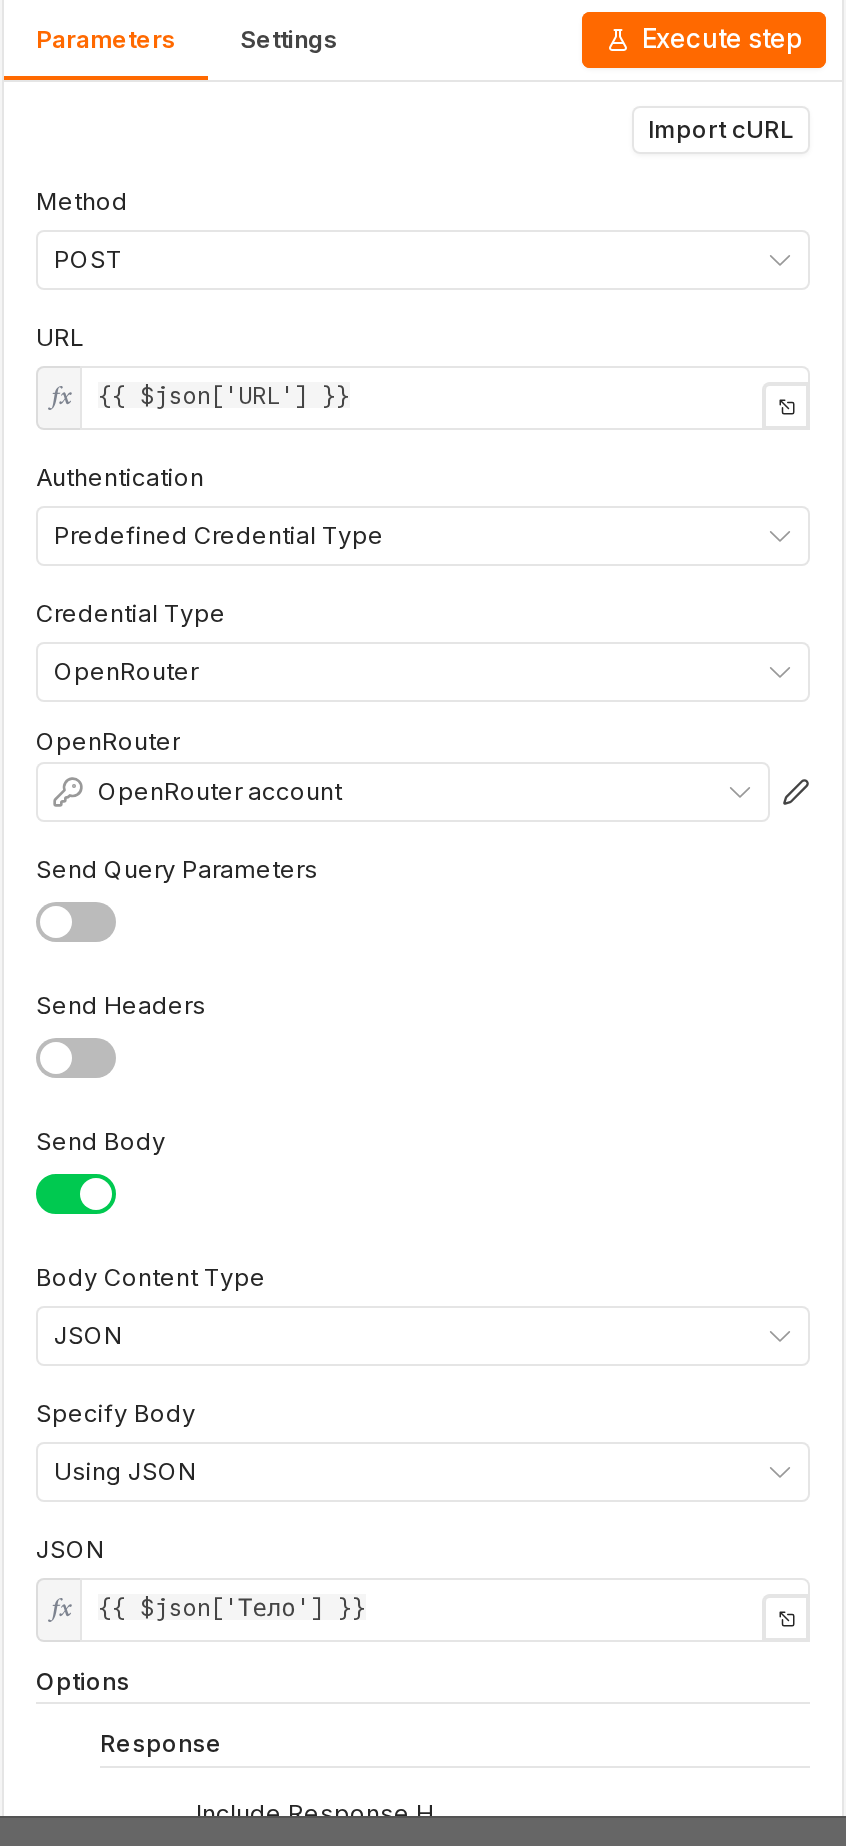 Parameters Settings Execute step
Import cURL
Method
POST
URL
fx {{ $json['URL'] }}
Authentication
Predefined Credential Type
Credential Type
OpenRouter
OpenRouter
OpenRouter account
Send Query Parameters
Send Headers
Send Body
Body Content Type
JSON
Specify Body
Using JSON
JSON
fx {{ $json['Тело'] }}
Options
Response
Include Response H